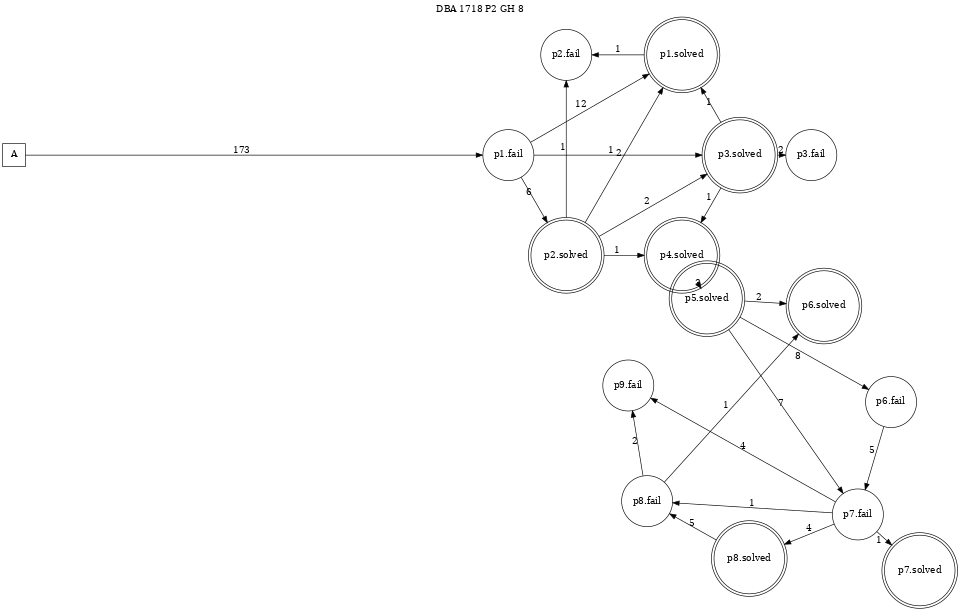 DBA 1718 P2 GH 8
p2.fail
1
p1.solved
12
1
A
173
p1.fail
1
1
2
p3.solved
2
p3.fail
6
2
1
p2.solved
1
p4.solved
p5.solved
2
p6.solved
8
p9.fail
1
7
p6.fail
2
4
5
p8.fail
1
p7.fail
5
4
1
p8.solved
p7.solved